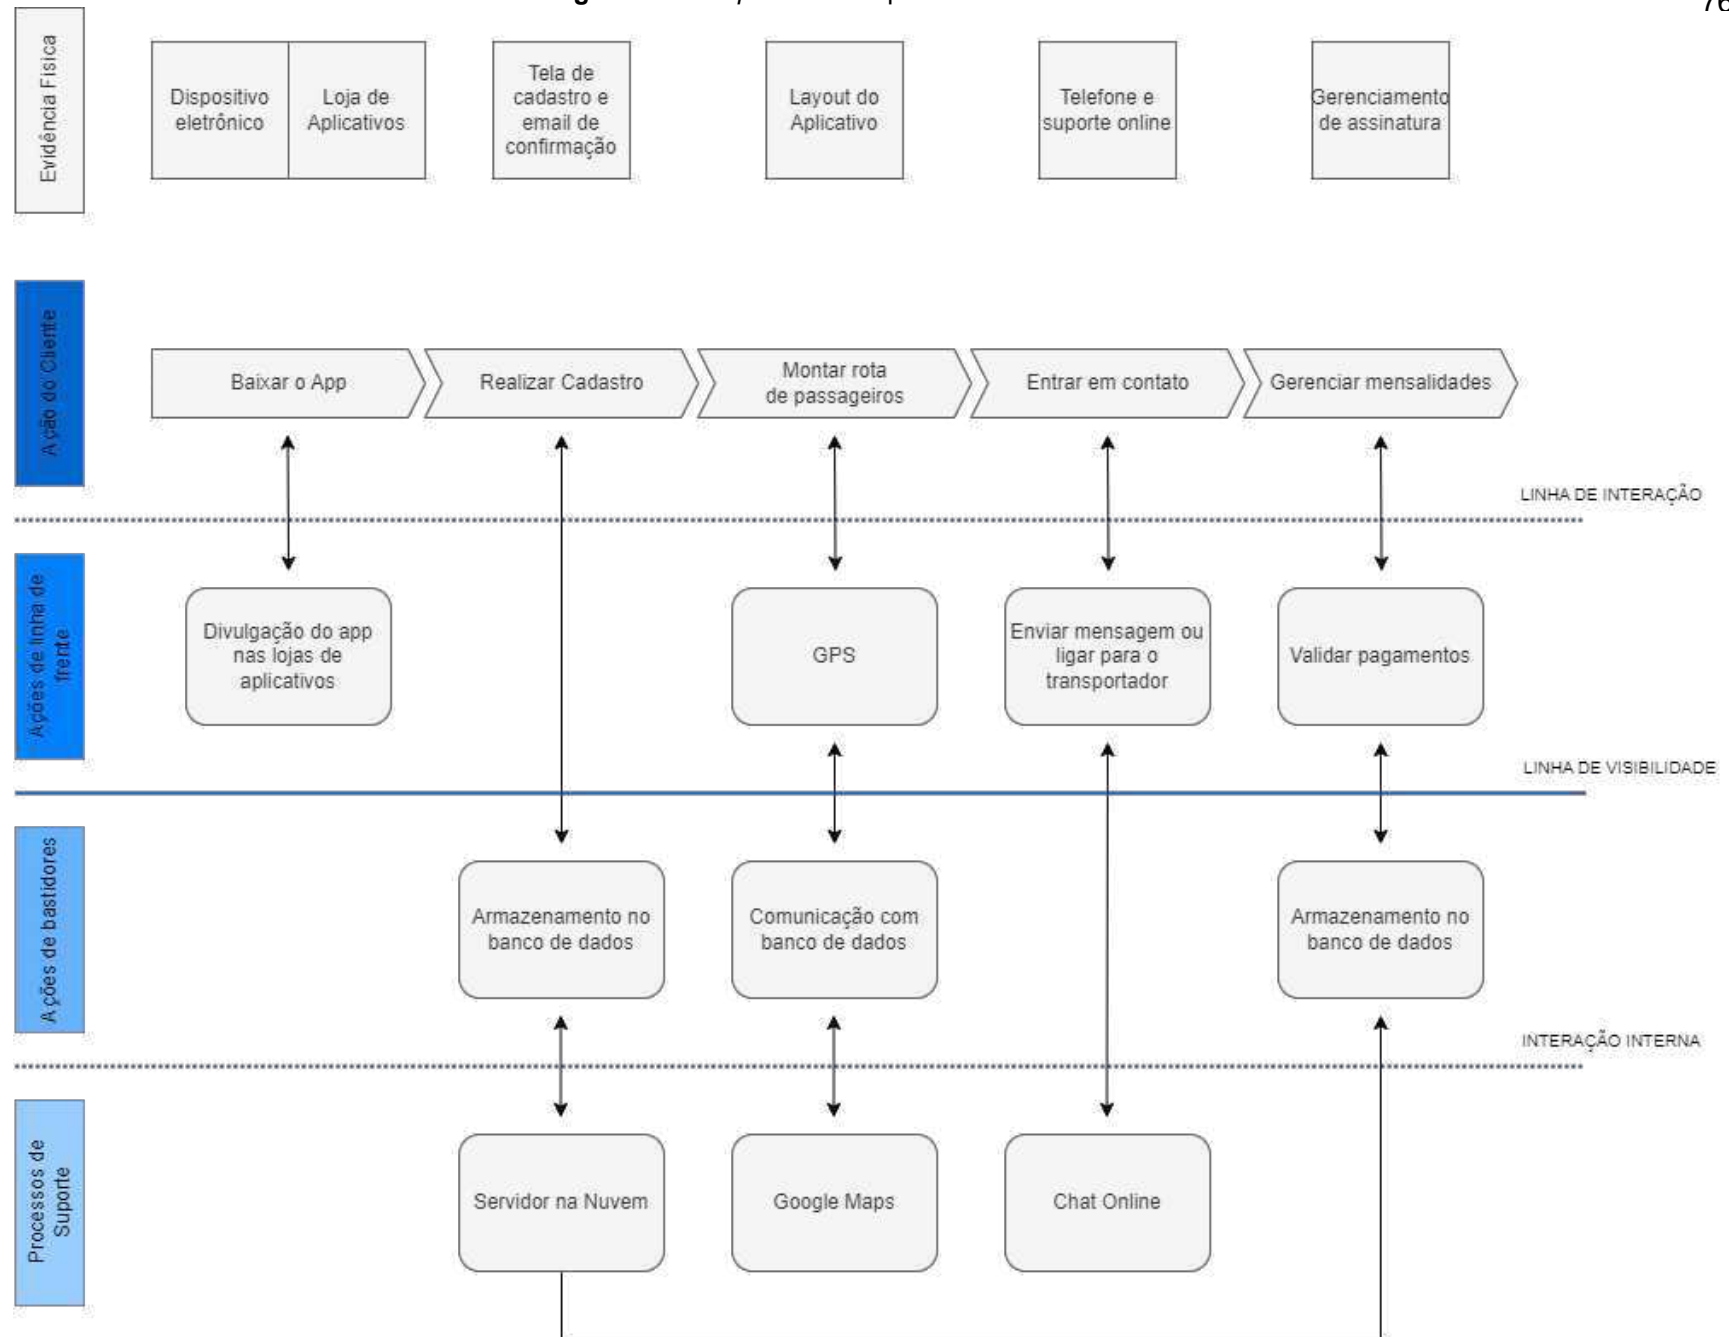 76
Evidência Fisica
Dispositivo
eletrônico
Loja de
Aplicativos
Tela de
cadastro e
email de
confirmação
Layout do
Aplicativo
Telefone e
suporte online
Gerenciamento
de assinatura
Ação do Cliente
Baixar o App
Realizar Cadastro
Montar rota
de passageiros
Entrar em contato
Gerenciar mensalidades
LINHA DE INTERAÇÃO
Ações de linha de
frente
Divulgação do app
nas lojas de
aplicativos
GPS
Enviar mensagem ou
ligar para o
transportador
Validar pagamentos
LINHA DE VISIBILIDADE
Ações de bastidores
Armazenamento no
banco de dados
Comunicação com
banco de dados
Armazenamento no
banco de dados
INTERAÇÃO INTERNA
Processos de
Suporte
Servidor na Nuvem
Google Maps
Chat Online